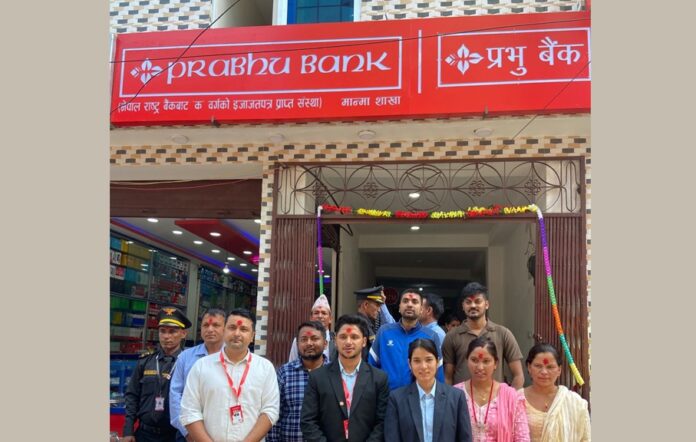 PRABHU BANK
प्रभु बैंक
(नेपाल राष्ट्र बैंकबाट 'क' वर्गको इजाजतपत्र प्राप्त संस्था) मान्मा शाखा